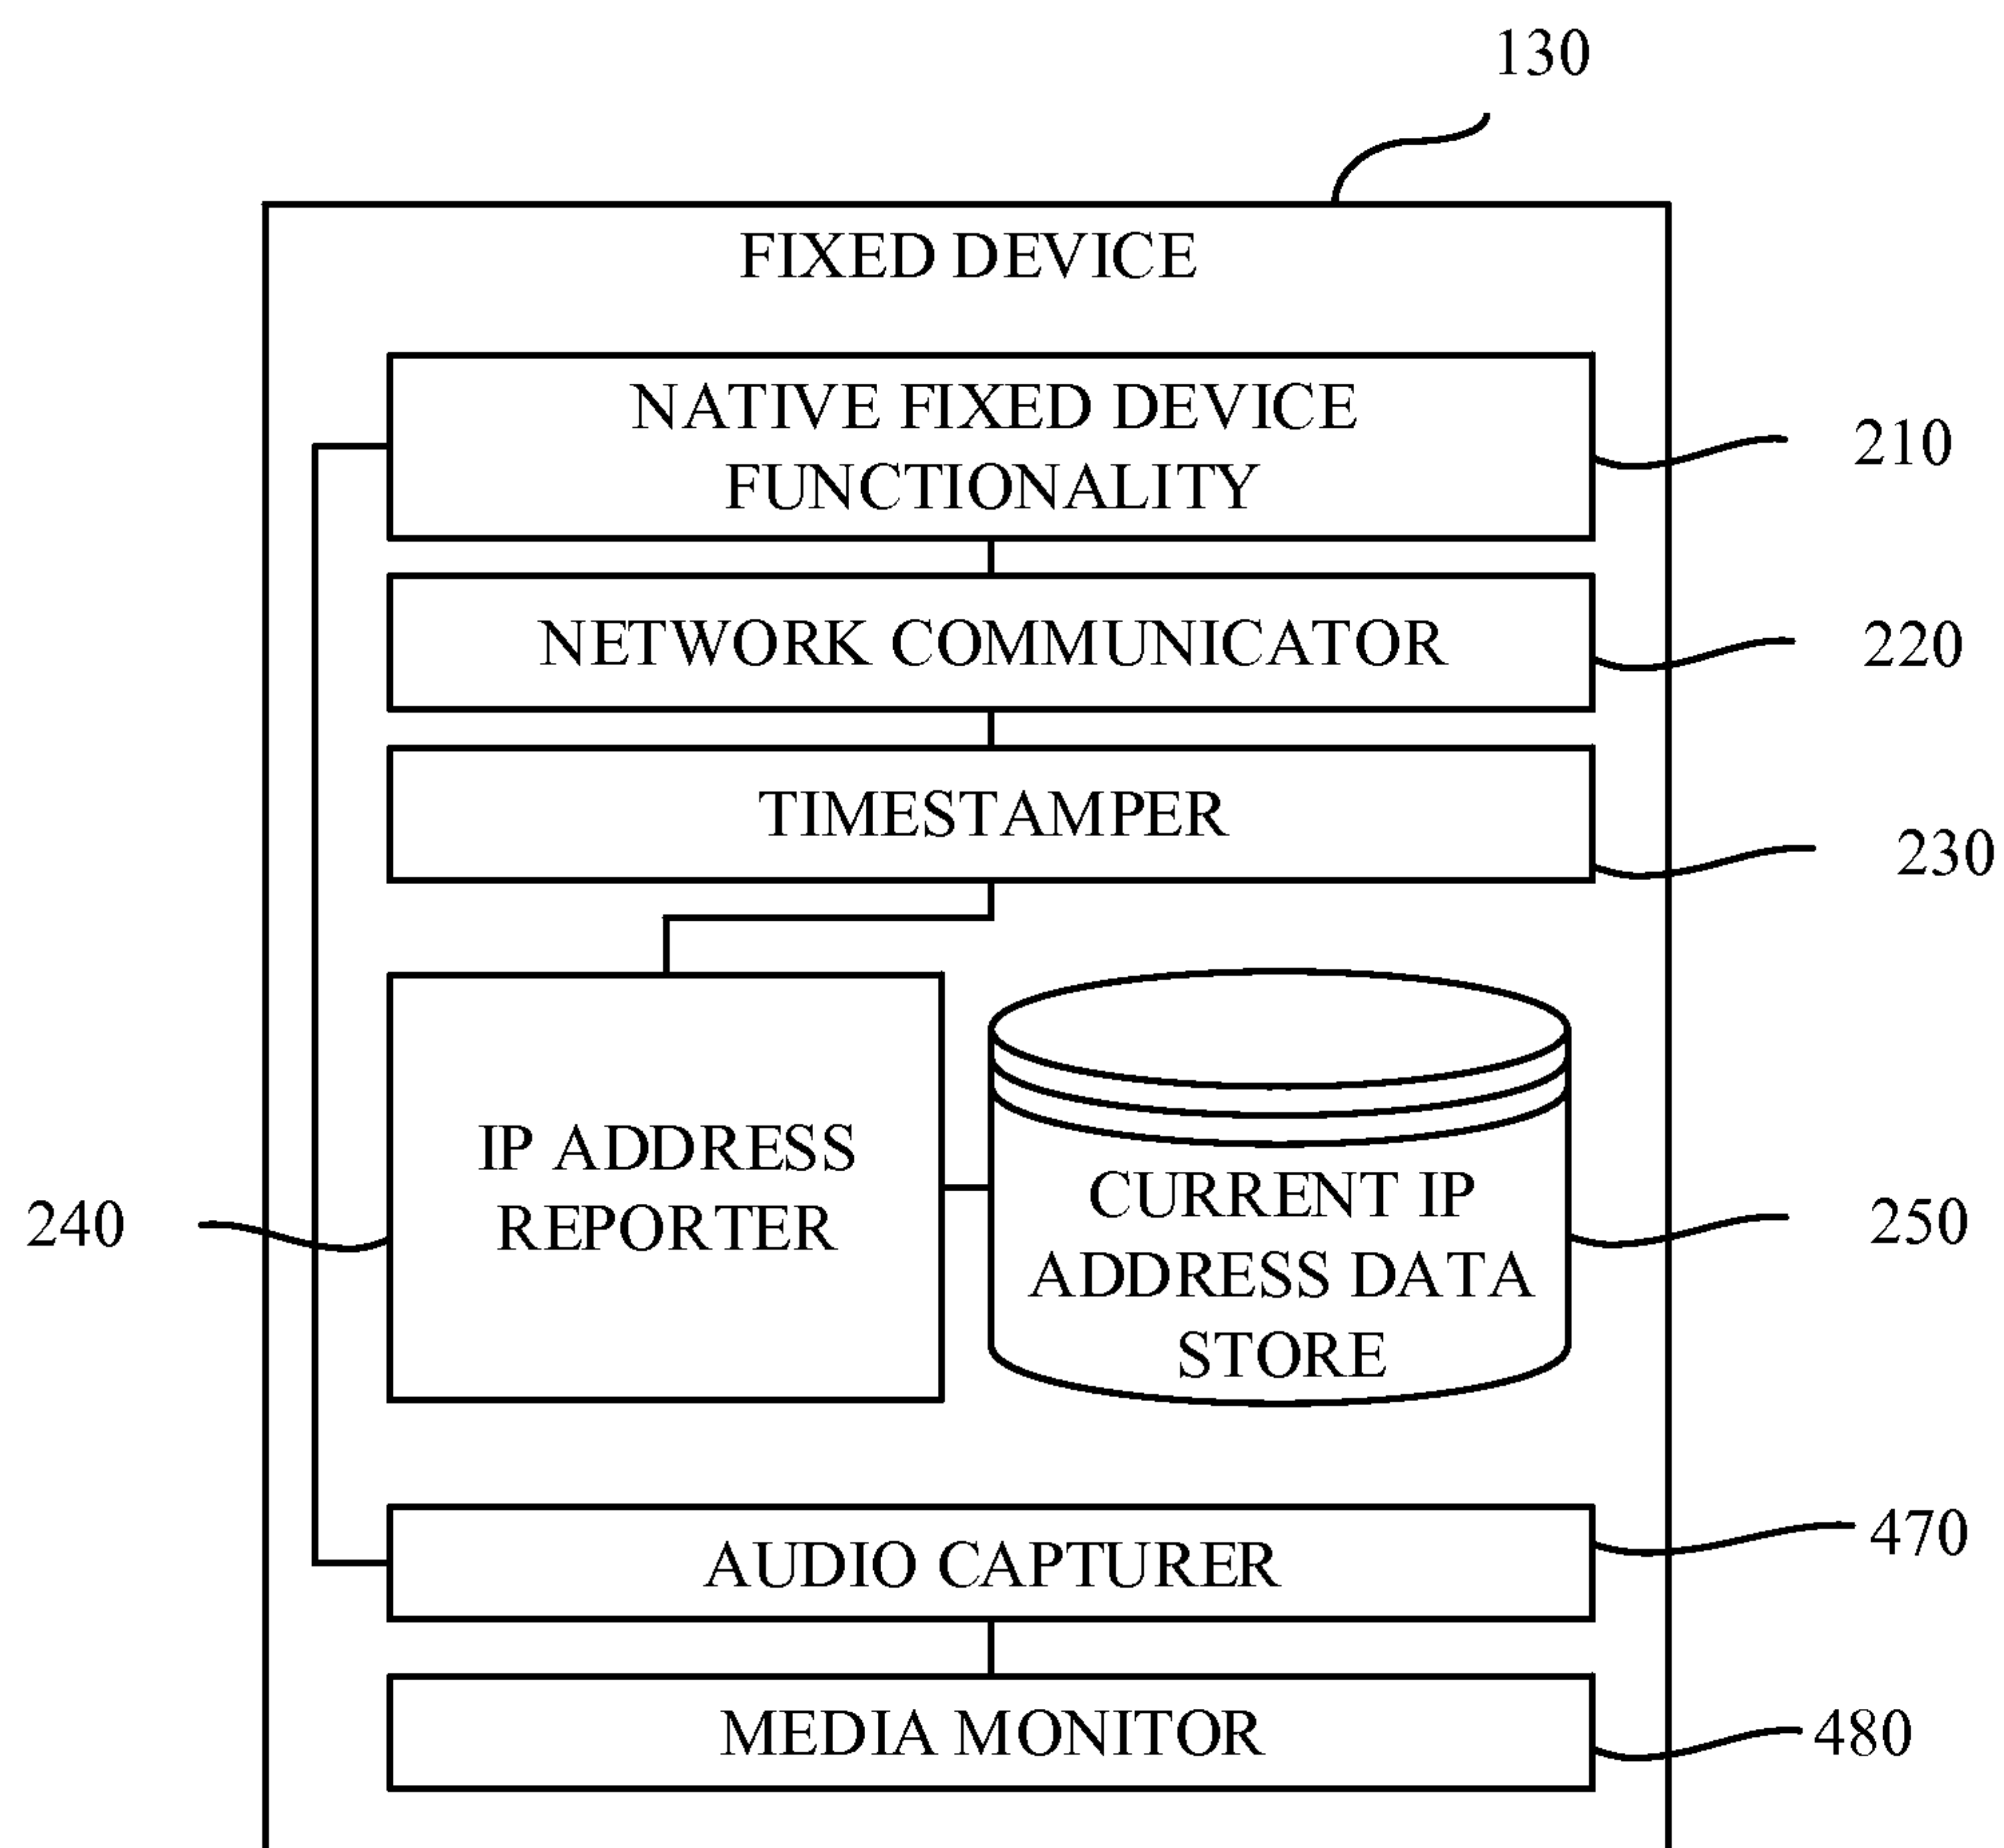 130
FIXED DEVICE
NATIVE FIXED DEVICE
FUNCTIONALITY
210
NETWORK COMMUNICATOR
220
TIMESTAMPER
230
IP ADDRESS
REPORTER
240
CURRENT IP
ADDRESS DATA
STORE
250
AUDIO CAPTURER
470
MEDIA MONITOR
480